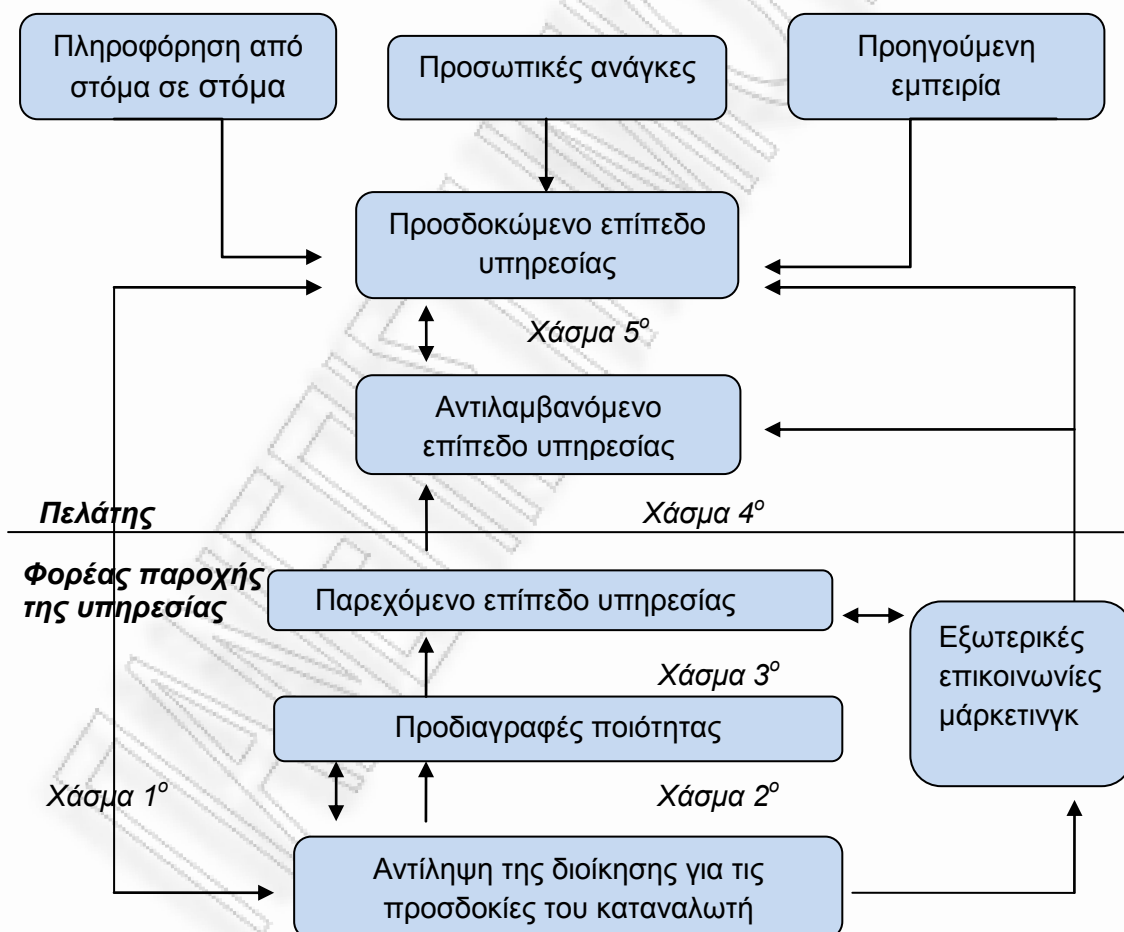 Πληροφόρηση από
στόμα σε στόμα
Προσωπικές ανάγκες
Προηγούμενη
εμπειρία
Προσδοκώμενο επίπεδο
υπηρεσίας
Χάσμα 5ο
Αντιλαμβανόμενο
επίπεδο υπηρεσίας
Πελάτης
Χάσμα 4ο
Φορέας παροχής
της υπηρεσίας
Παρεχόμενο επίπεδο υπηρεσίας
Εξωτερικές
επικοινωνίες
μάρκετινγκ
Χάσμα 3ο
Προδιαγραφές ποιότητας
Χάσμα 1ο
Χάσμα 2ο
Αντίληψη της διοίκησης για τις
προσδοκίες του καταναλωτή